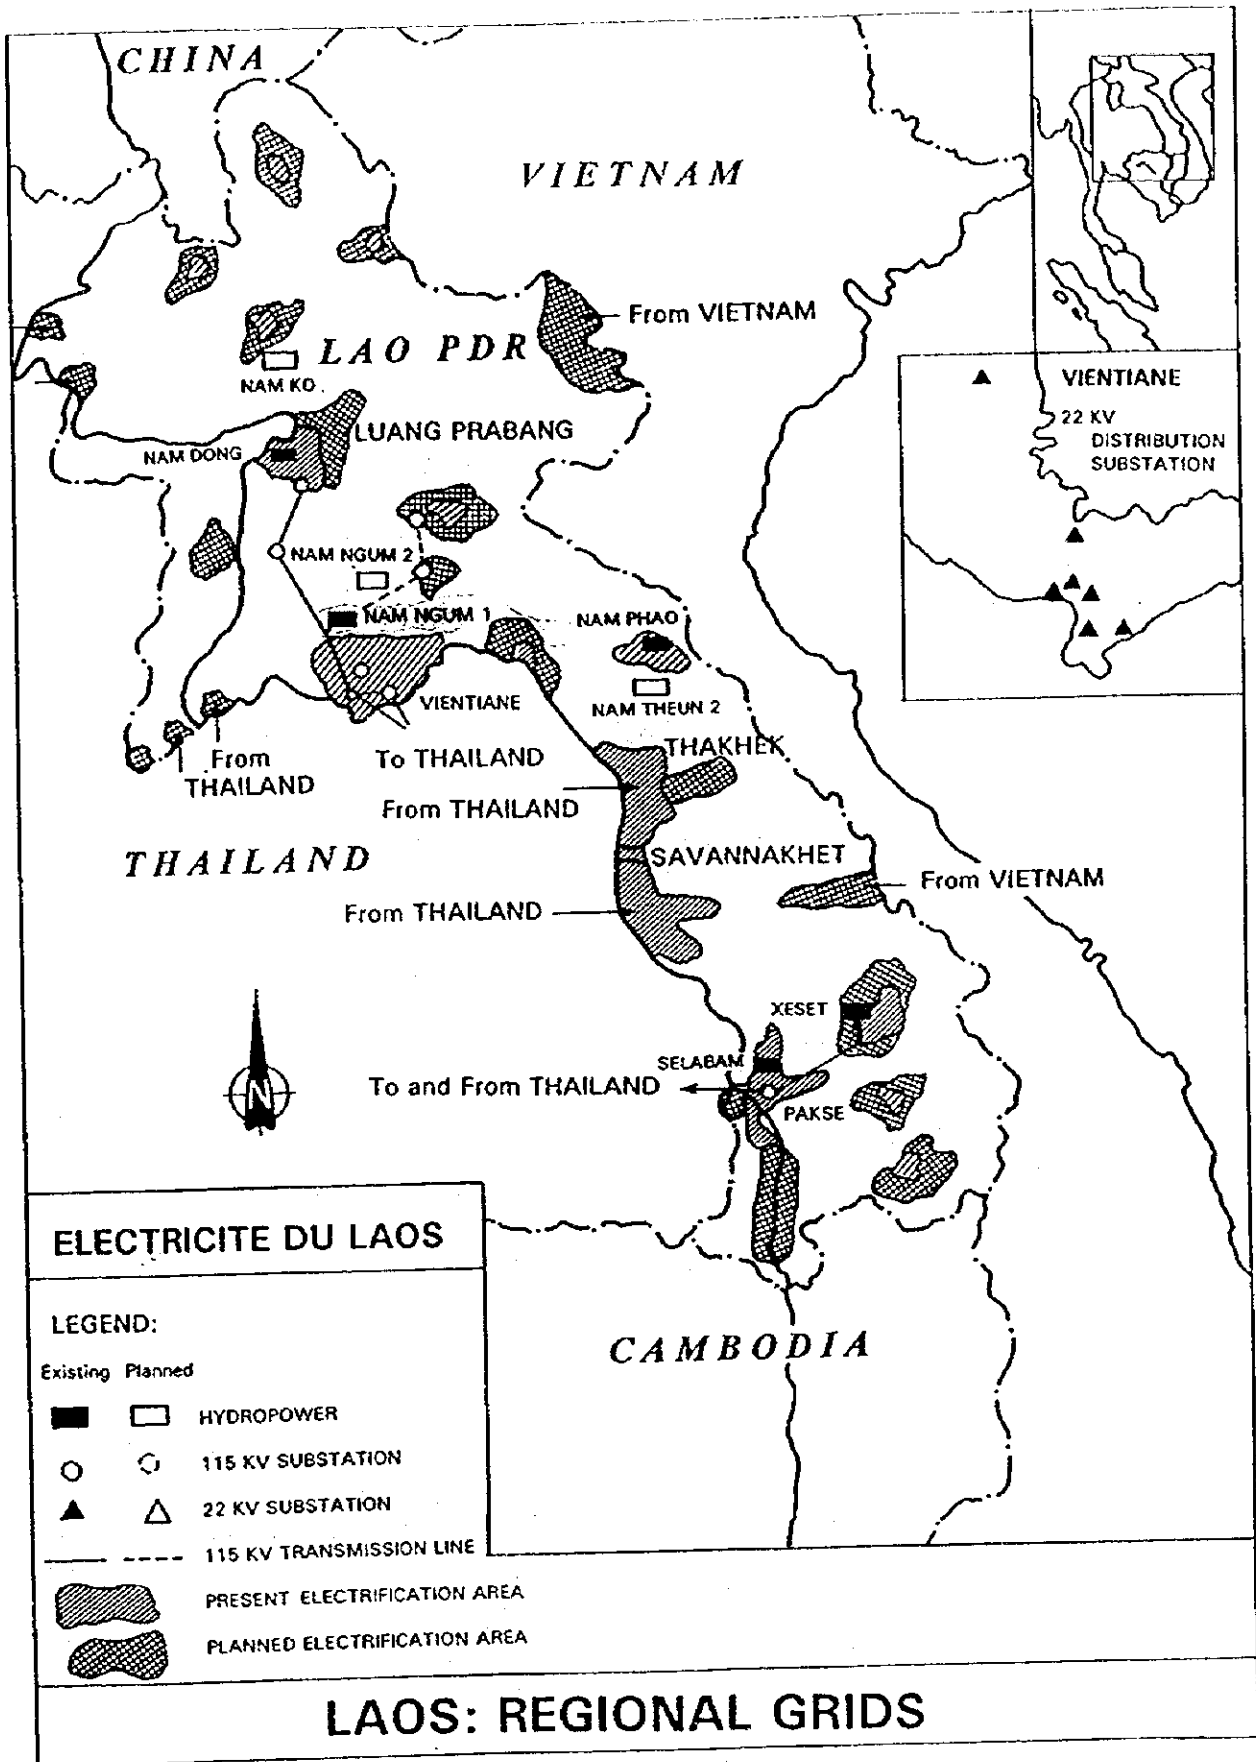 CHINA
VIETNAM
From VIETNAM
LAO PDR
NAM KO
LUANG PRABANG
NAM DONG
VIENTIANE
22 KV
DISTRIBUTION
SUBSTATION
NAM NGUM 2
NAM NGUM 1
NAM PHAO
VIENTIANE
NAM THEUN 2
From
THAILAND
To THAILAND
THAKHEK
From THAILAND
THAILAND
SAVANNAKHET
From VIETNAM
From THAILAND
XESET
SELABAM
To and From THAILAND
PAKSE
N
CAMBODIA
ELECTRICITE DU LAOS
LEGEND:
Existing Planned
HYDROPOWER
115 KV SUBSTATION
22 KV SUBSTATION
115 KV TRANSMISSION LINE
PRESENT ELECTRIFICATION AREA
PLANNED ELECTRIFICATION AREA
LAOS: REGIONAL GRIDS